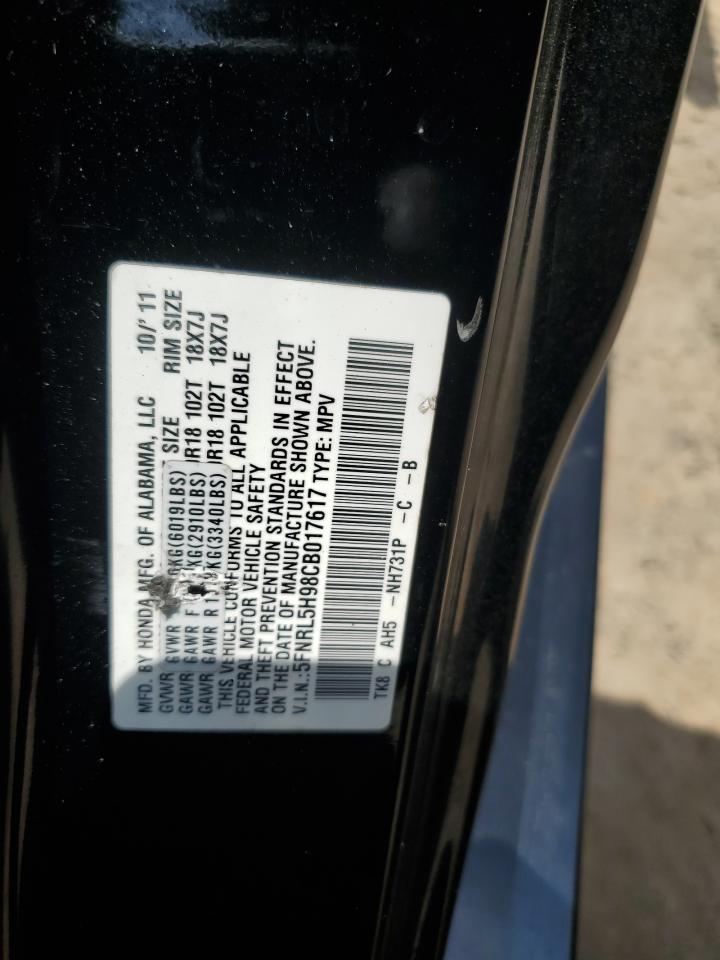 MFD. BY HONDA MFG. OF ALABAMA, LLC 10/'11
GVWR GVWR KG(6019LBS) SIZE RIM SIZE
GAWR GAWR F KG(2910LBS) R18 102T 18X7J
GAWR GAWR R KG(3340LBS) R18 102T 18X7J
THIS VEHICLE CONFORMS TO ALL APPLICABLE
FEDERAL MOTOR VEHICLE SAFETY
AND THEFT PREVENTION STANDARDS IN EFFECT
ON THE DATE OF MANUFACTURE SHOWN ABOVE.
V.I.N.:5FNRL5H98CB017617 TYPE: MPV
TK8 C AH5 -NH731P -C -B